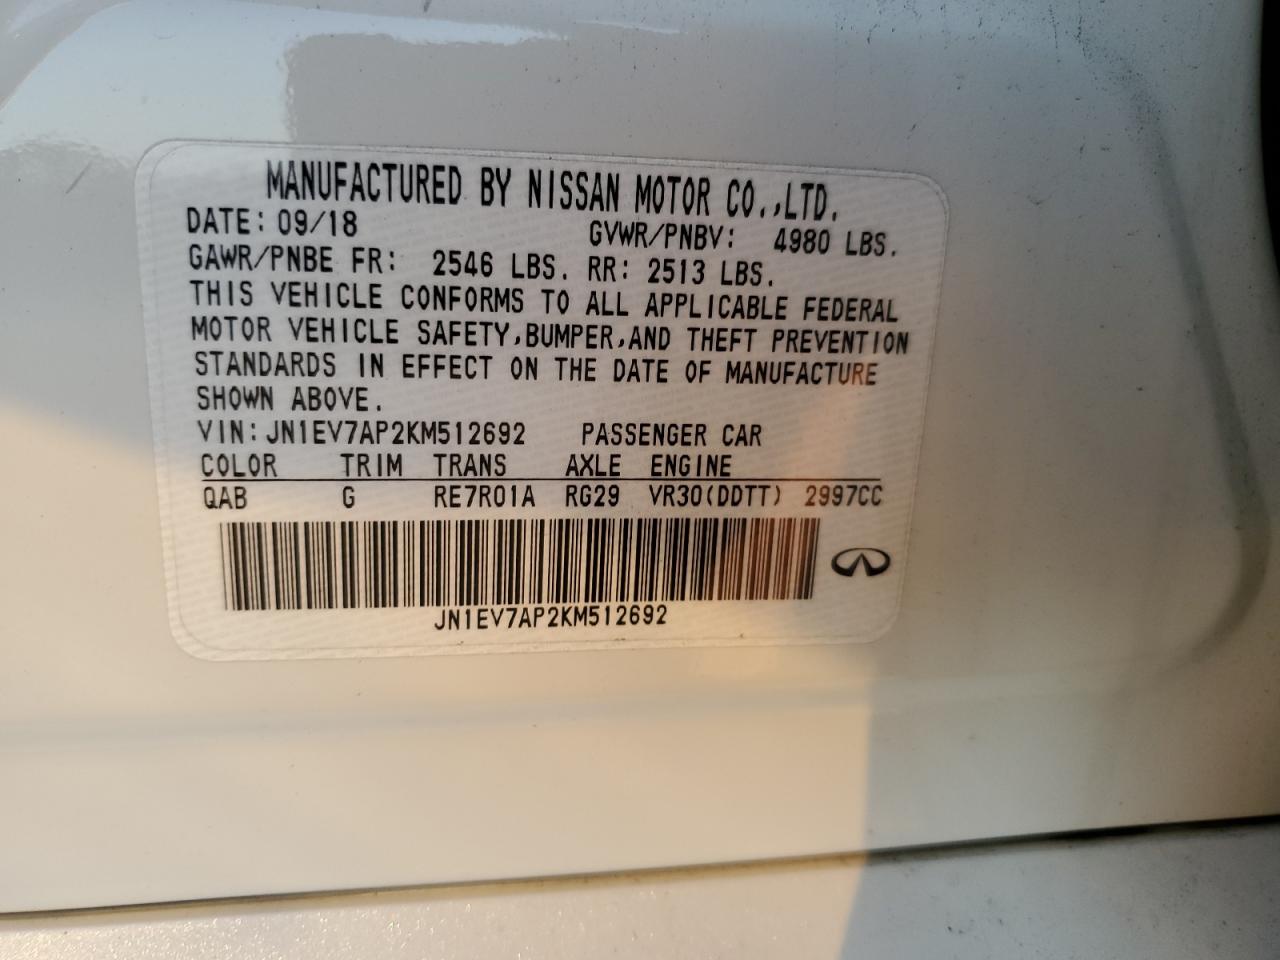 MANUFACTURED BY NISSAN MOTOR CO.,LTD.
DATE: 09/18 GVWR/PNBV: 4980 LBS.
GAWR/PNBE FR: 2546 LBS. RR: 2513 LBS.
THIS VEHICLE CONFORMS TO ALL APPLICABLE FEDERAL
MOTOR VEHICLE SAFETY,BUMPER,AND THEFT PREVENTION
STANDARDS IN EFFECT ON THE DATE OF MANUFACTURE
SHOWN ABOVE.
VIN:JN1EV7AP2KM512692 PASSENGER CAR
COLOR TRIM TRANS AXLE ENGINE
QAB G RE7R01A RG29 VR30(DDTT) 2997CC
JN1EV7AP2KM512692